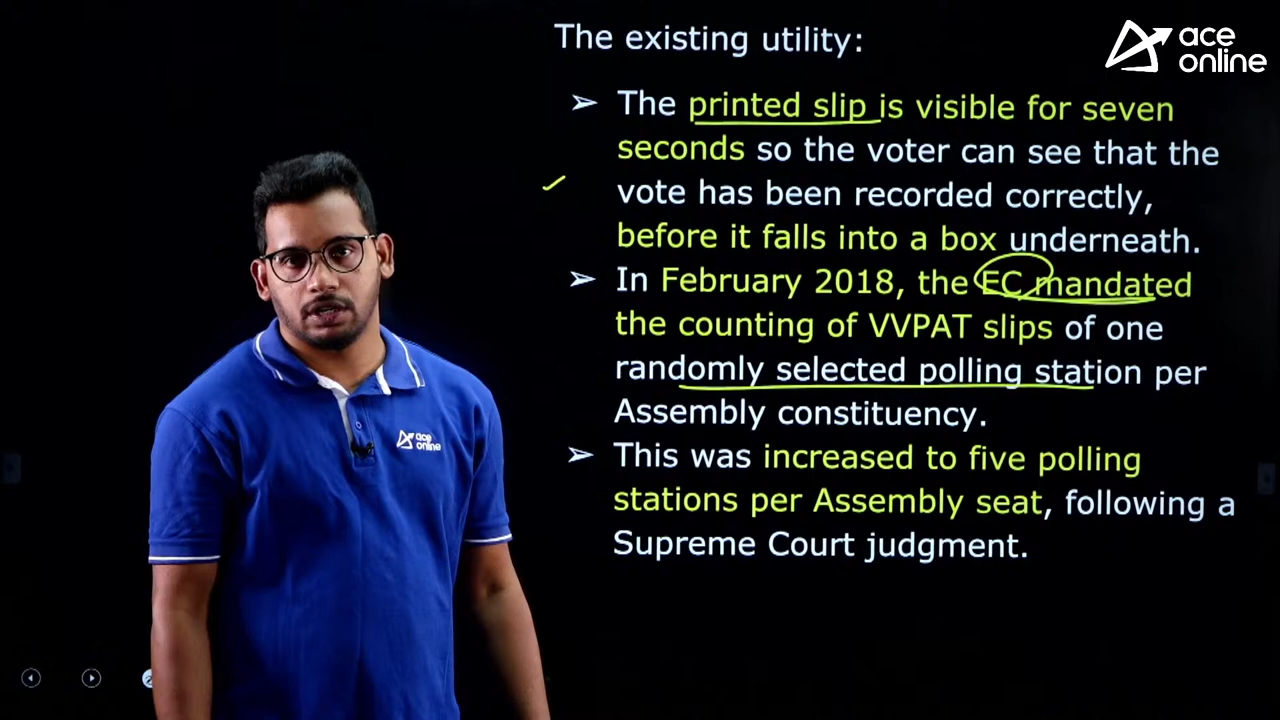 The existing utility:
ace
online
➢ The printed slip is visible for seven
seconds so the voter can see that the
vote has been recorded correctly,
before it falls into a box underneath.
➢ In February 2018, the EC mandated
the counting of VVPAT slips of one
randomly selected polling station per
Assembly constituency.
➢ This was increased to five polling
stations per Assembly seat, following a
Supreme Court judgment.
ace
online